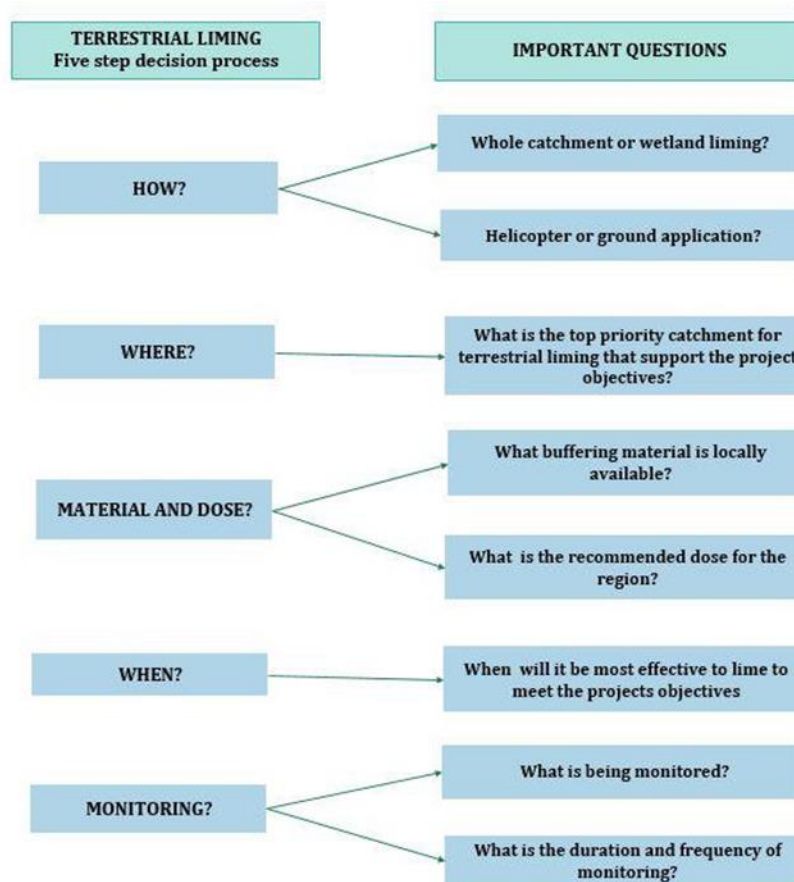 TERRESTRIAL LIMING
Five step decision process
IMPORTANT QUESTIONS
HOW?
Whole catchment or wetland liming?
Helicopter or ground application?
WHERE?
What is the top priority catchment for
terrestrial liming that support the project
objectives?
MATERIAL AND DOSE?
What buffering material is locally
available?
What is the recommended dose for the
region?
WHEN?
When will it be most effective to lime to
meet the projects objectives
MONITORING?
What is being monitored?
What is the duration and frequency of
monitoring?